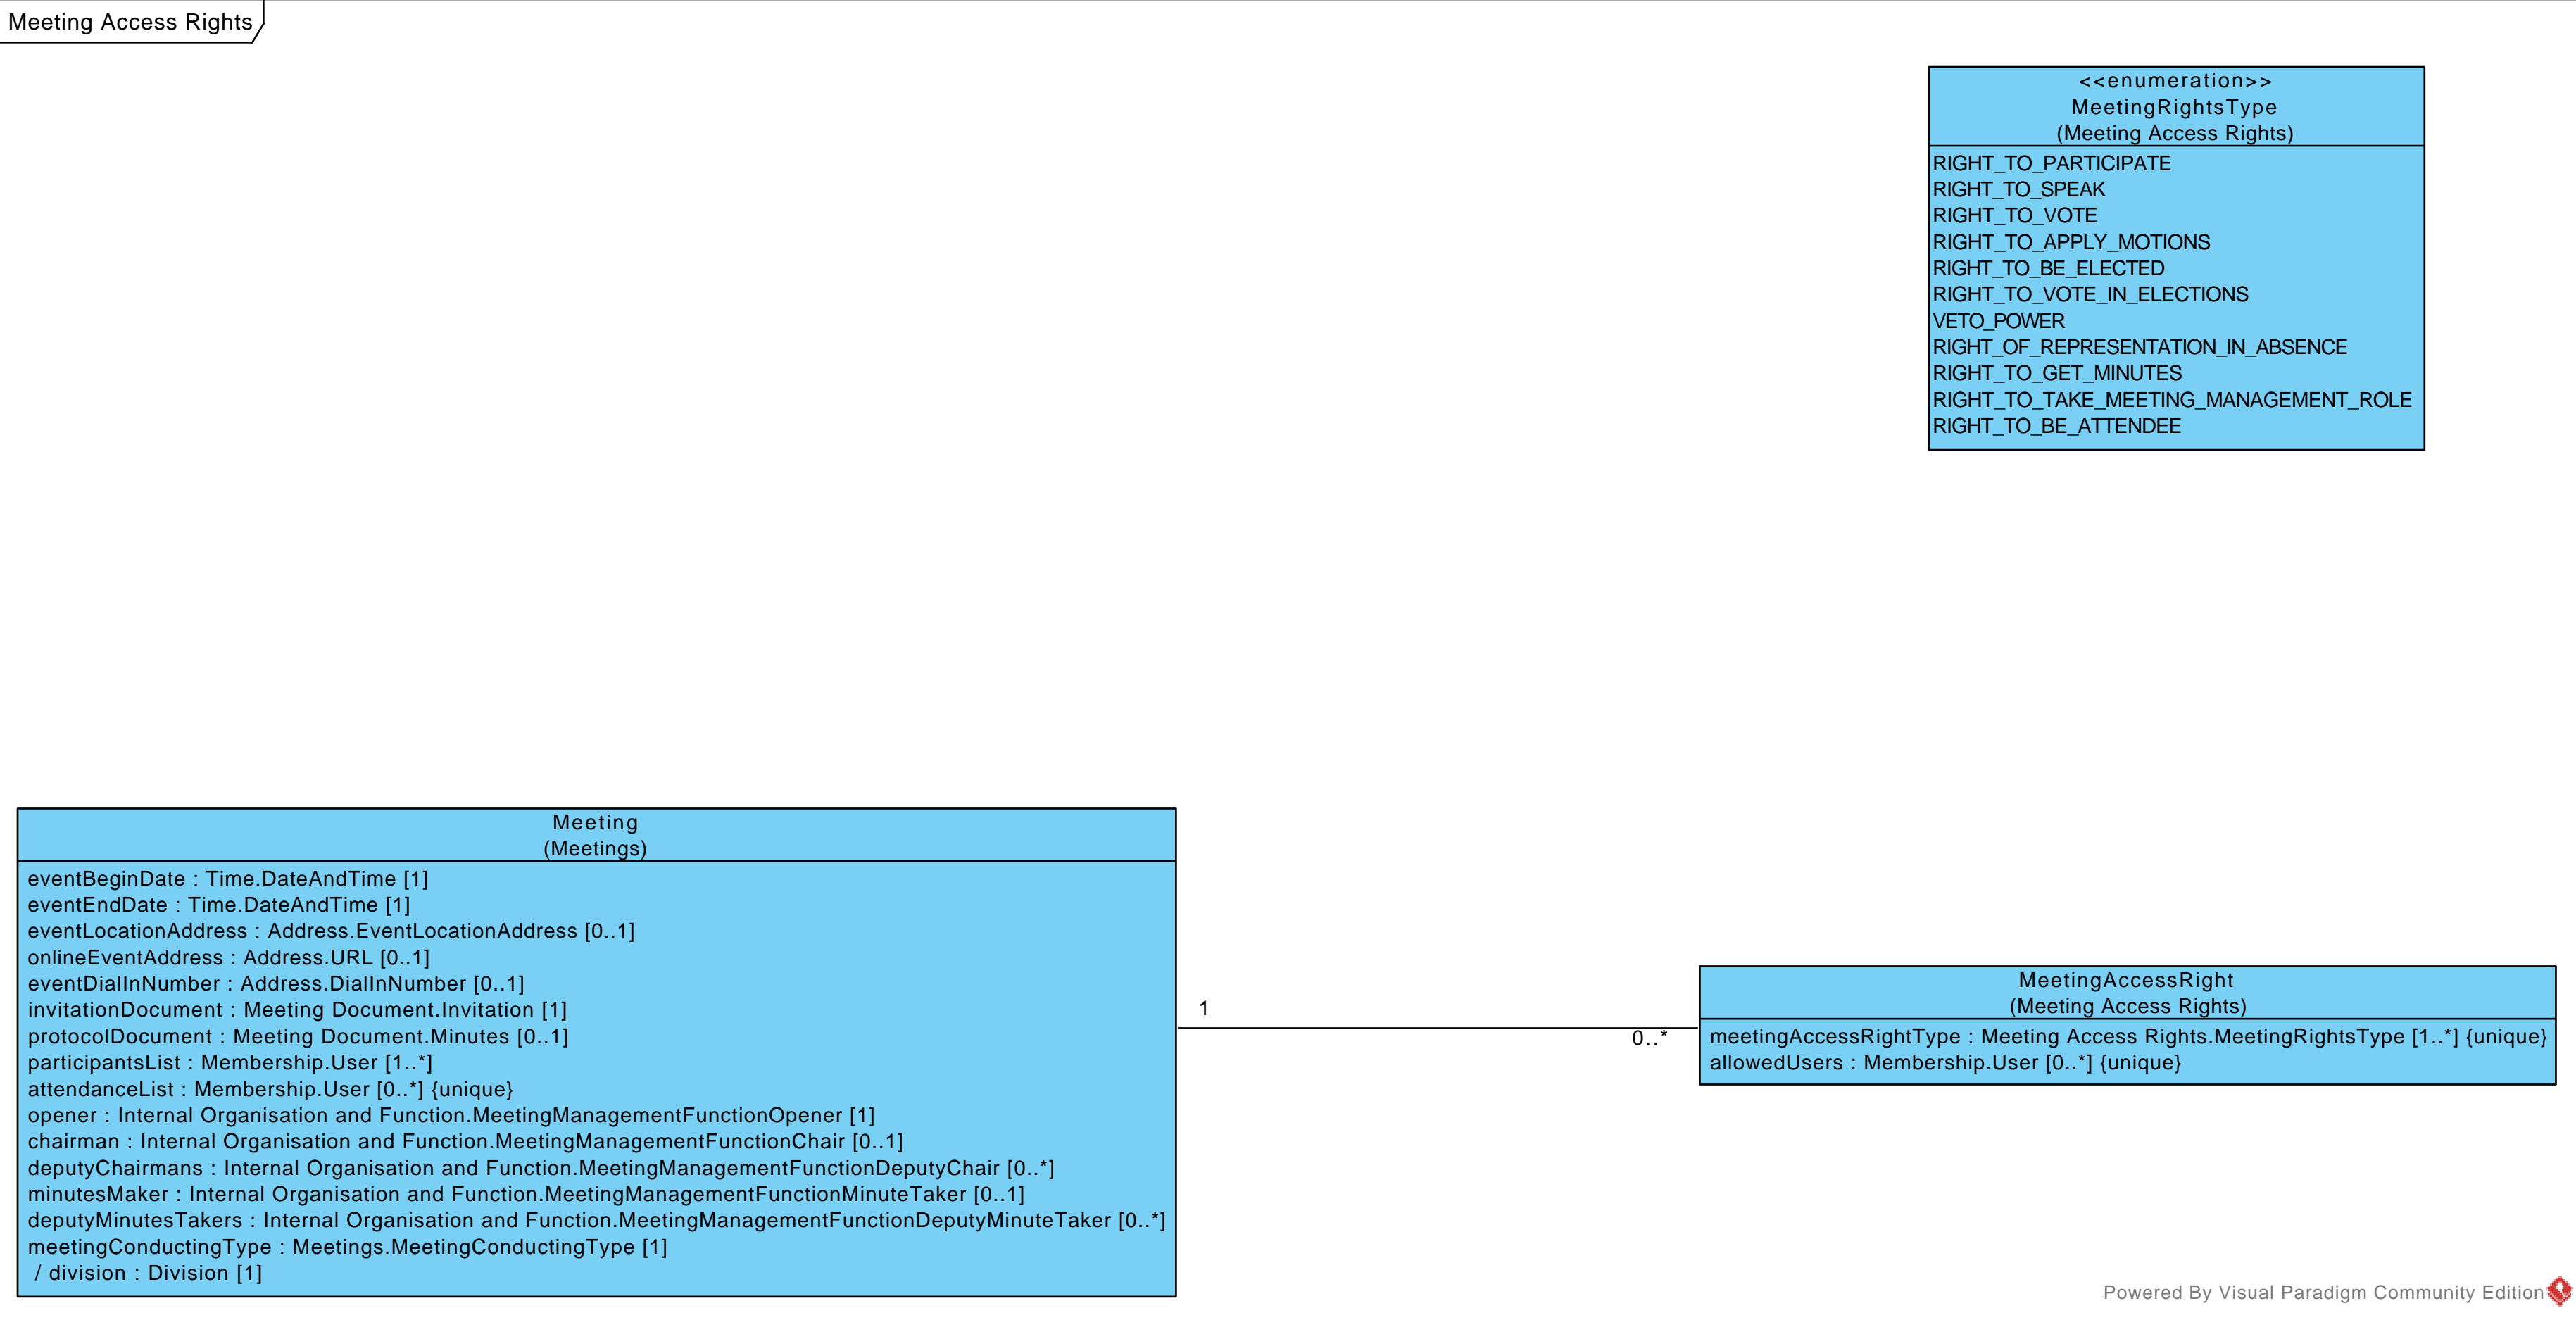 Meeting Access Rights
<<enumeration>>
MeetingRightsType
(Meeting Access Rights)
RIGHT_TO_PARTICIPATE
RIGHT_TO_SPEAK
RIGHT_TO_VOTE
RIGHT_TO_APPLY_MOTIONS
RIGHT_TO_BE_ELECTED
RIGHT_TO_VOTE_IN_ELECTIONS
VETO_POWER
RIGHT_OF_REPRESENTATION_IN_ABSENCE
RIGHT_TO_GET_MINUTES
RIGHT_TO_TAKE_MEETING_MANAGEMENT_ROLE
RIGHT_TO_BE_ATTENDEE
Meeting
(Meetings)
eventBeginDate : Time.DateAndTime [1]
eventEndDate : Time.DateAndTime [1]
eventLocationAddress : Address.EventLocationAddress [0..1]
onlineEventAddress : Address.URL [0..1]
eventDialInNumber : Address.DialInNumber [0..1]
invitationDocument : Meeting Document.Invitation [1]
protocolDocument : Meeting Document.Minutes [0..1]
participantsList : Membership.User [1..*]
attendanceList : Membership.User [0..*] {unique}
opener : Internal Organisation and Function.MeetingManagementFunctionOpener [1]
chairman : Internal Organisation and Function.MeetingManagementFunctionChair [0..1]
deputyChairmans : Internal Organisation and Function.MeetingManagementFunctionDeputyChair [0..*]
minutesMaker : Internal Organisation and Function.MeetingManagementFunctionMinuteTaker [0..1]
deputyMinutesTakers : Internal Organisation and Function.MeetingManagementFunctionDeputyMinuteTaker [0..*]
meetingConductingType : Meetings.MeetingConductingType [1]
/ division : Division [1]
1
0..*
MeetingAccessRight
(Meeting Access Rights)
meetingAccessRightType : Meeting Access Rights.MeetingRightsType [1..*] {unique}
allowedUsers : Membership.User [0..*] {unique}
Powered By Visual Paradigm Community Edition